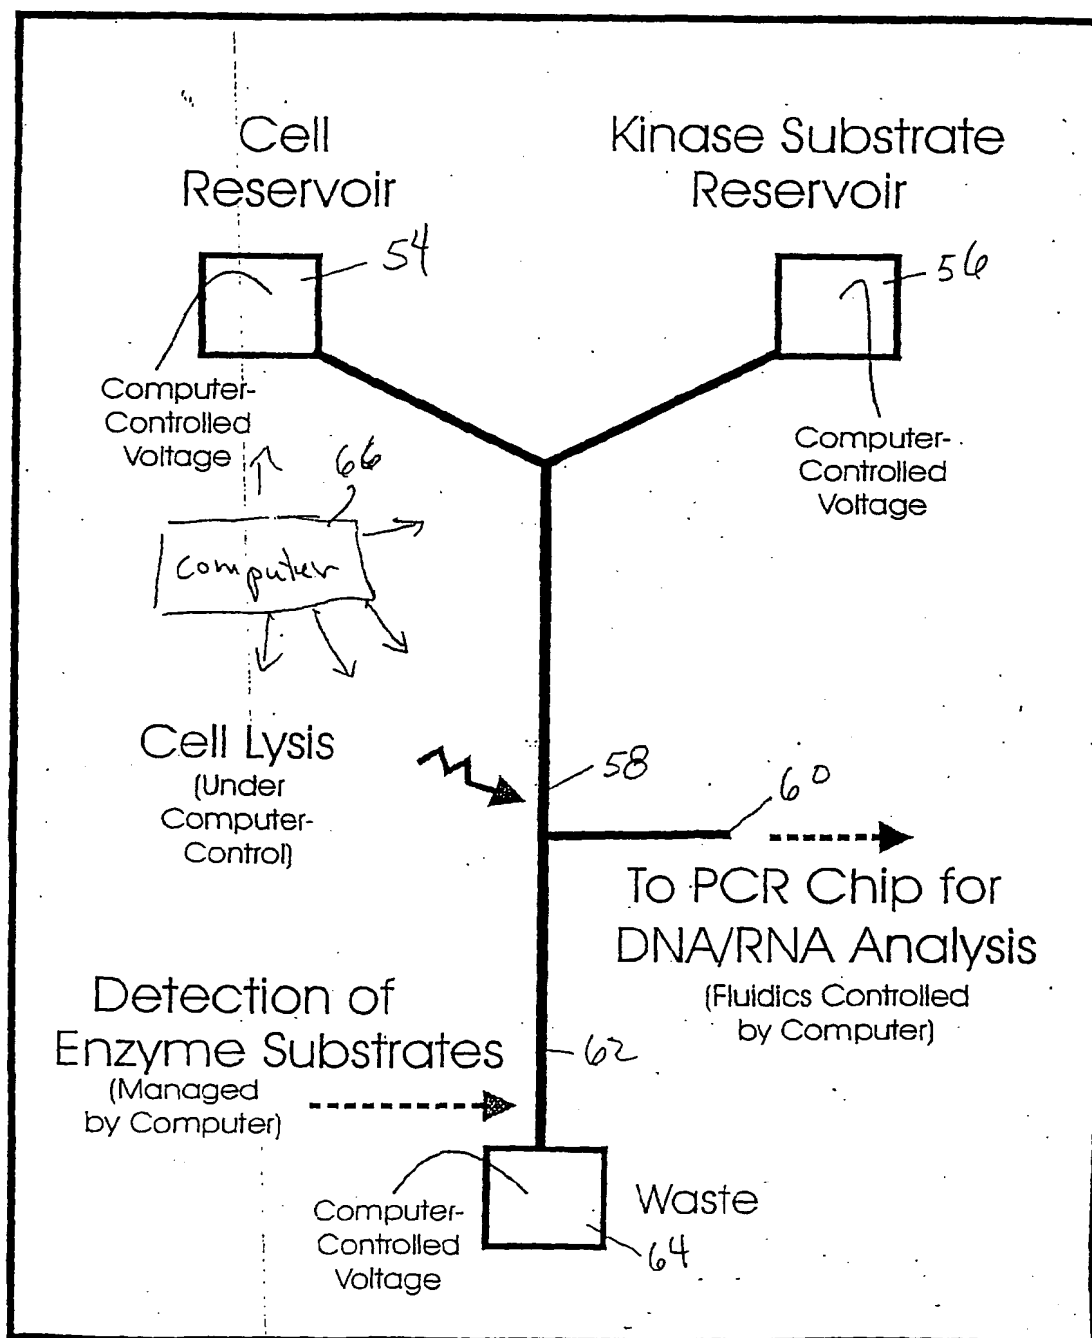 Cell
Reservoir
Kinase Substrate
Reservoir
54
56
Computer-
Controlled
Voltage
Computer-
Controlled
Voltage
66
computer
Cell Lysis
(Under
Computer-
Control)
58
60
To PCR Chip for
DNA/RNA Analysis
(Fluidics Controlled
by Computer)
Detection of
Enzyme Substrates
(Managed
by Computer)
62
Computer-
Controlled
Voltage
Waste
64